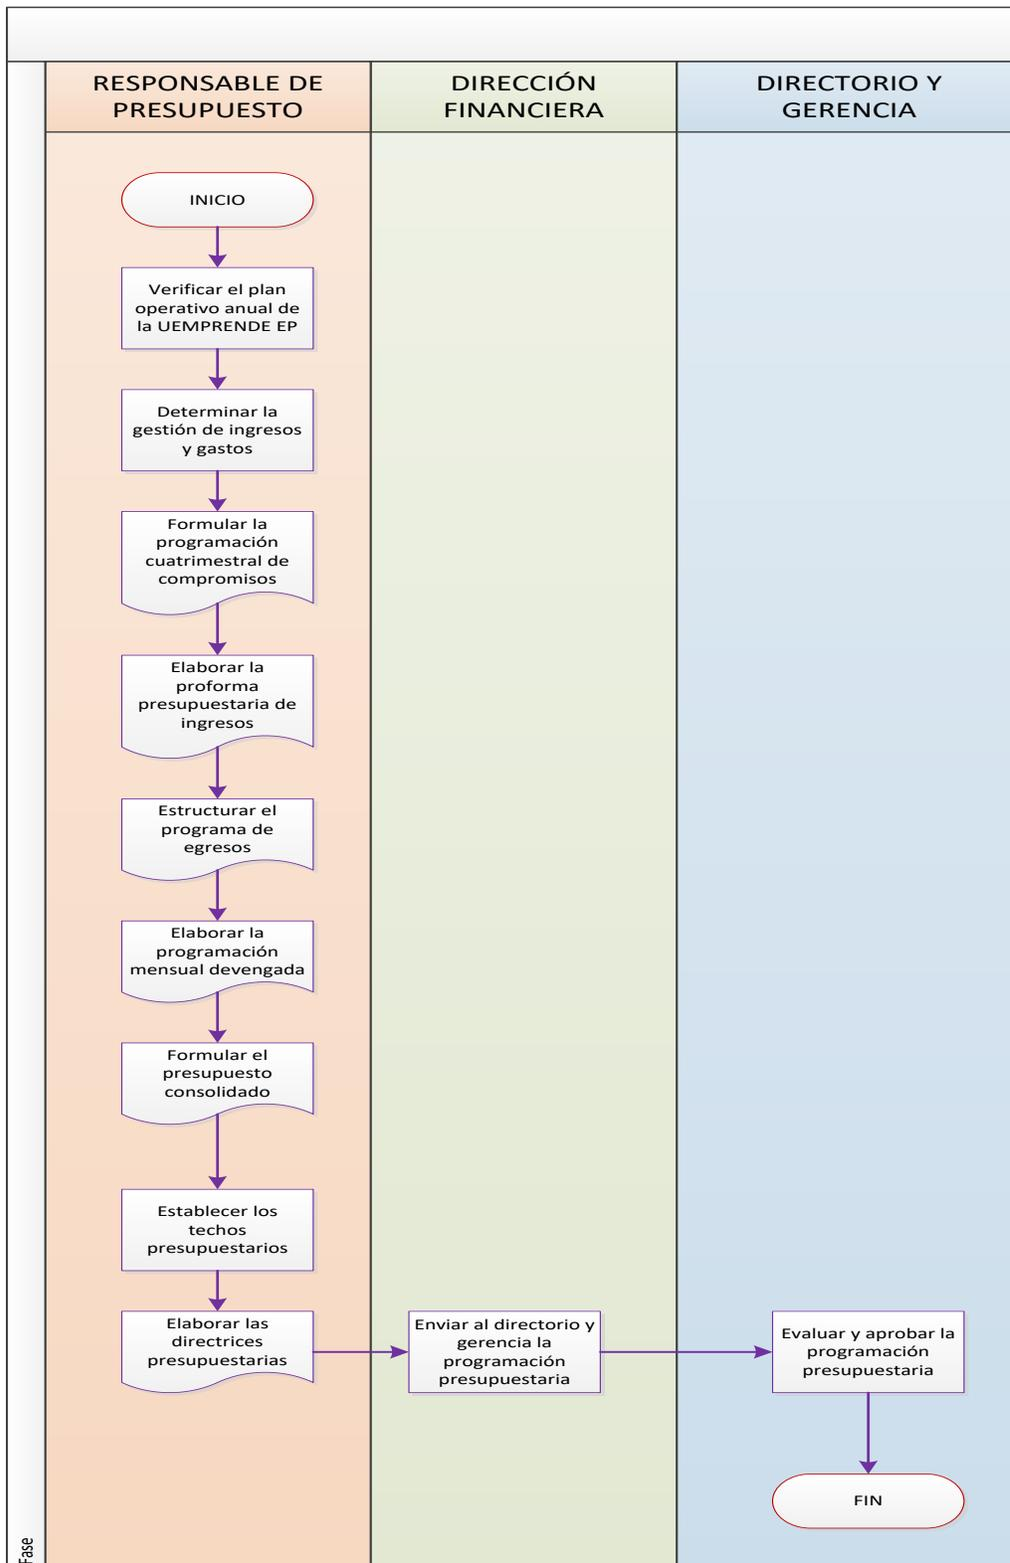 RESPONSABLE DE
PRESUPUESTO
DIRECCIÓN
FINANCIERA
DIRECTORIO Y
GERENCIA
INICIO
Verificar el plan
operativo anual de
la UEMPRENDE EP
Determinar la
gestión de ingresos
y gastos
Formular la
programación
cuatrimestral de
compromisos
Elaborar la
proforma
presupuestaria de
ingresos
Estructurar el
programa de
egresos
Elaborar la
programación
mensual devengada
Formular el
presupuesto
consolidado
Establecer los
techos
presupuestarios
Elaborar las
directrices
presupuestarias
Enviar al directorio y
gerencia la
programación
presupuestaria
Evaluar y aprobar la
programación
presupuestaria
FIN
Fase